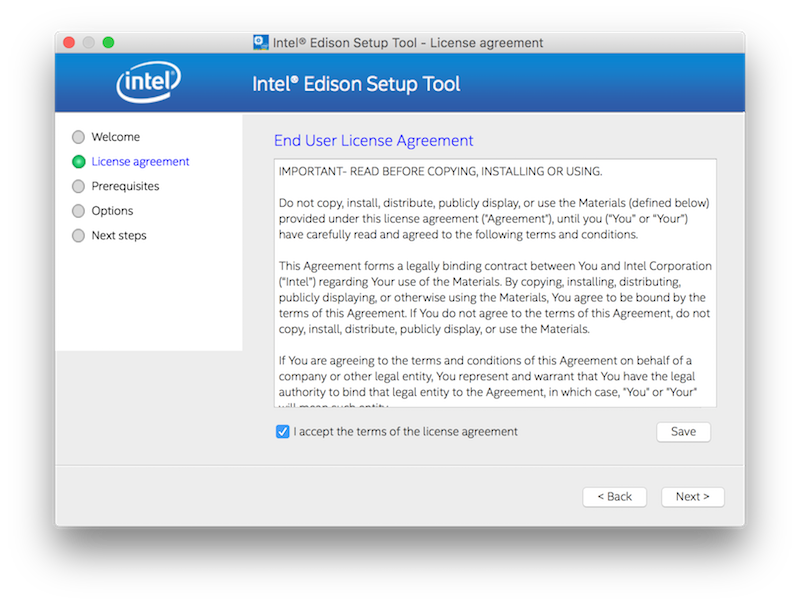 Intel® Edison Setup Tool - License agreement
intel®
Intel® Edison Setup Tool
Welcome
License agreement
Prerequisites
Options
Next steps
End User License Agreement
IMPORTANT- READ BEFORE COPYING, INSTALLING OR USING.
Do not copy, install, distribute, publicly display, or use the Materials (defined below)
provided under this license agreement ("Agreement"), until you ("You" or "Your")
have carefully read and agreed to the following terms and conditions.
This Agreement forms a legally binding contract between You and Intel Corporation
("Intel") regarding Your use of the Materials. By copying, installing, distributing,
publicly displaying, or otherwise using the Materials, You agree to be bound by the
terms of this Agreement. If You do not agree to the terms of this Agreement, do not
copy, install, distribute, publicly display, or use the Materials.
If You are agreeing to the terms and conditions of this Agreement on behalf of a
company or other legal entity, You represent and warrant that You have the legal
authority to bind that legal entity to the Agreement, in which case, "You" or "Your"
will mean such entity.
I accept the terms of the license agreement
Save
< Back
Next >